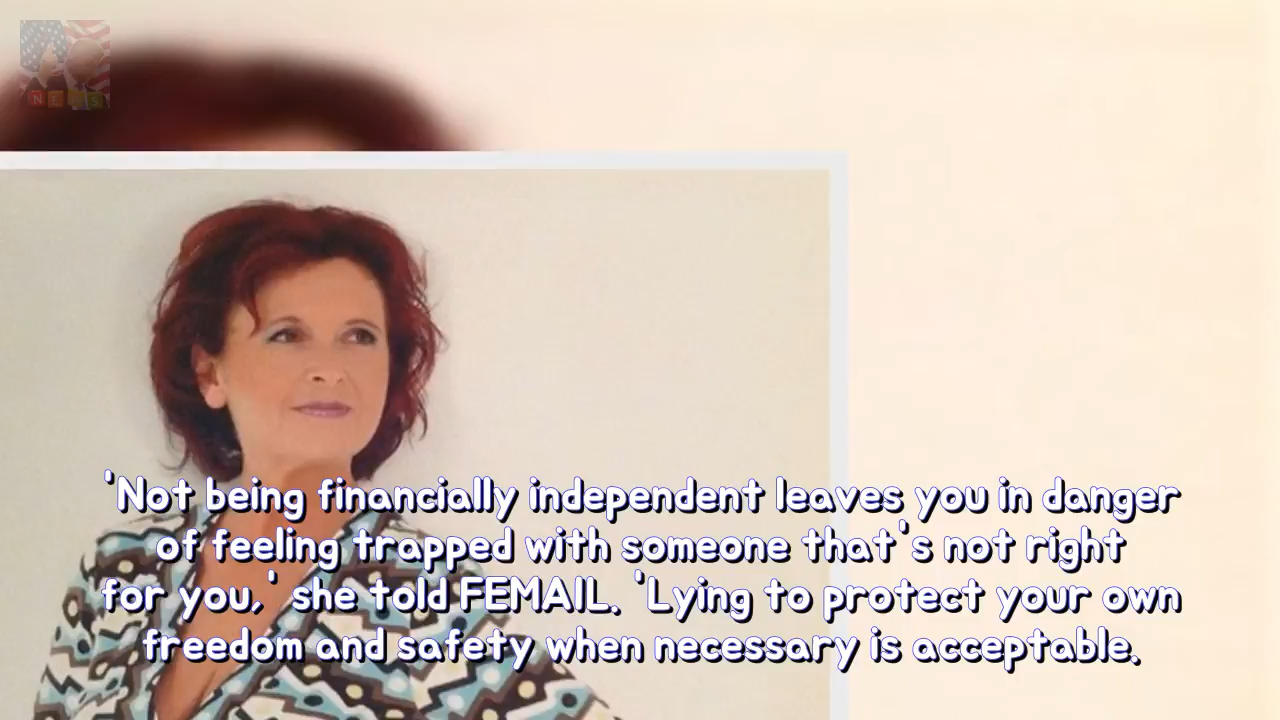 NEWS
'Not being financially independent leaves you in danger
of feeling trapped with someone that's not right
for you,' she told FEMAIL. 'Lying to protect your own
freedom and safety when necessary is acceptable.